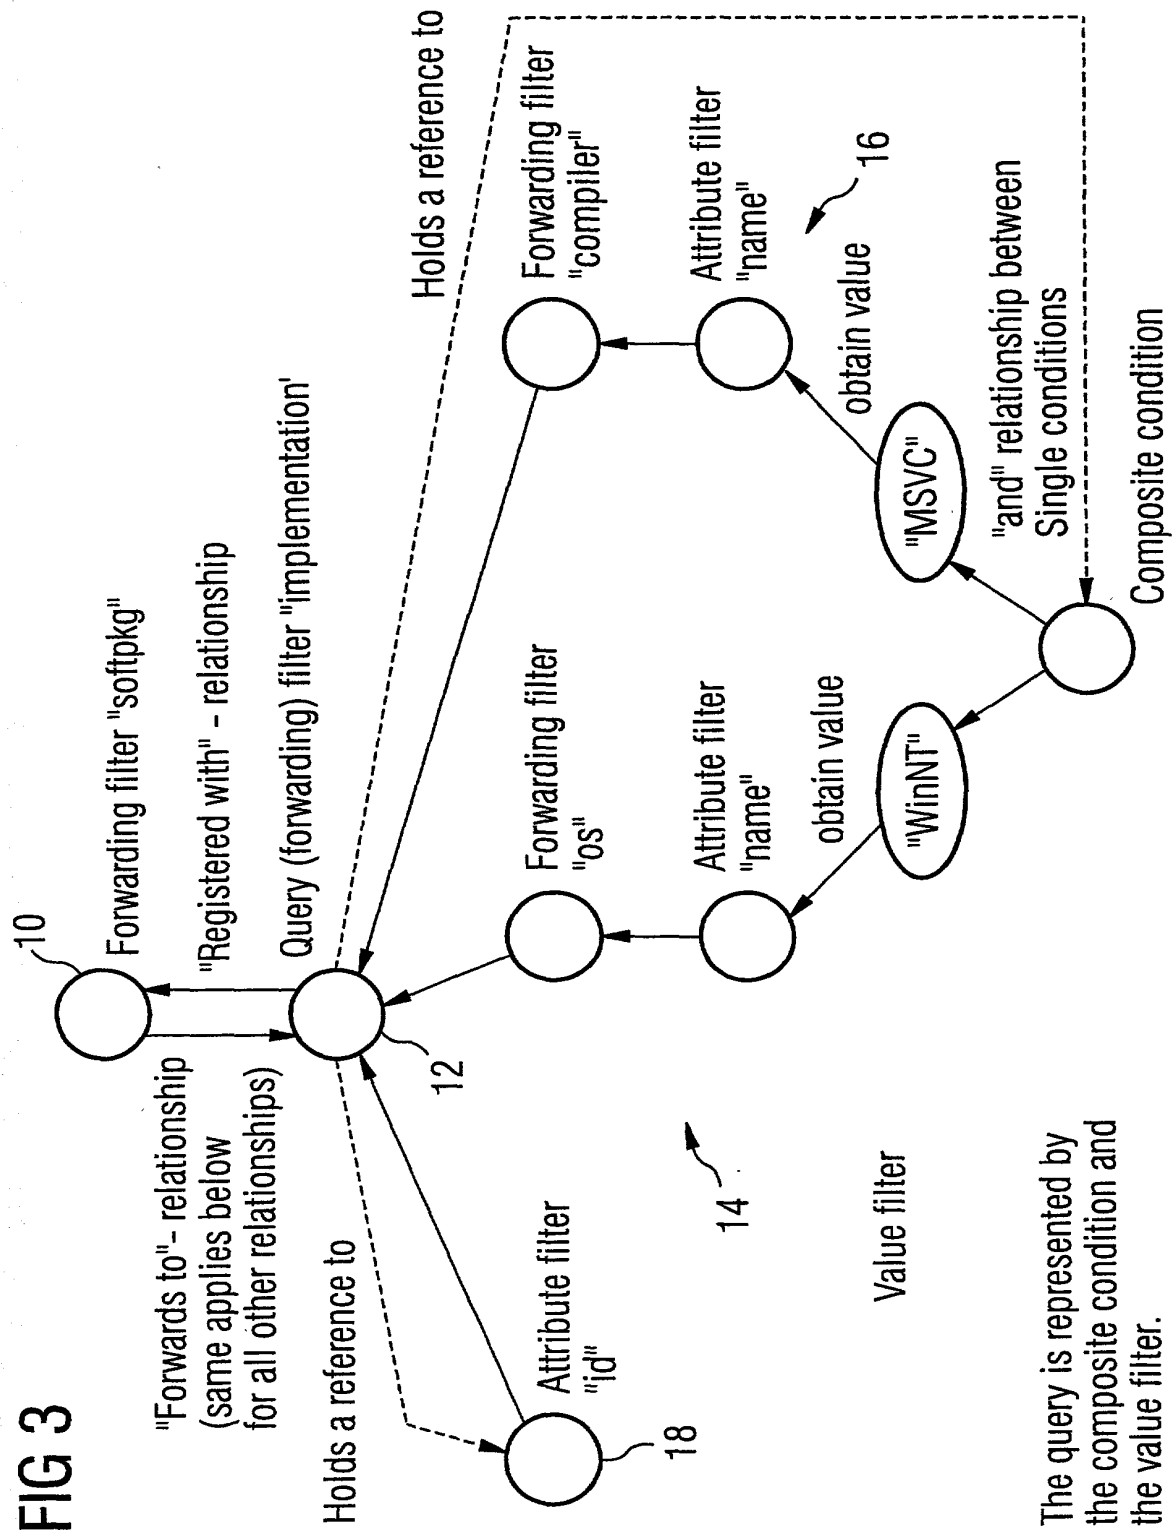 FIG 3
10
Forwarding filter "softpkg"
"Forwards to"- relationship
(same applies below
for all other relationships)
"Registered with" - relationship
Query (forwarding) filter "implementation'
12
Holds a reference to
Holds a reference to
Attribute filter
"id"
18
Forwarding filter
"os"
Forwarding filter
"compiler"
14
Attribute filter
"name"
Attribute filter
"name"
16
Value filter
obtain value
obtain value
"WinNT"
"MSVC"
"and" relationship between
Single conditions
Composite condition
The query is represented by
the composite condition and
the value filter.